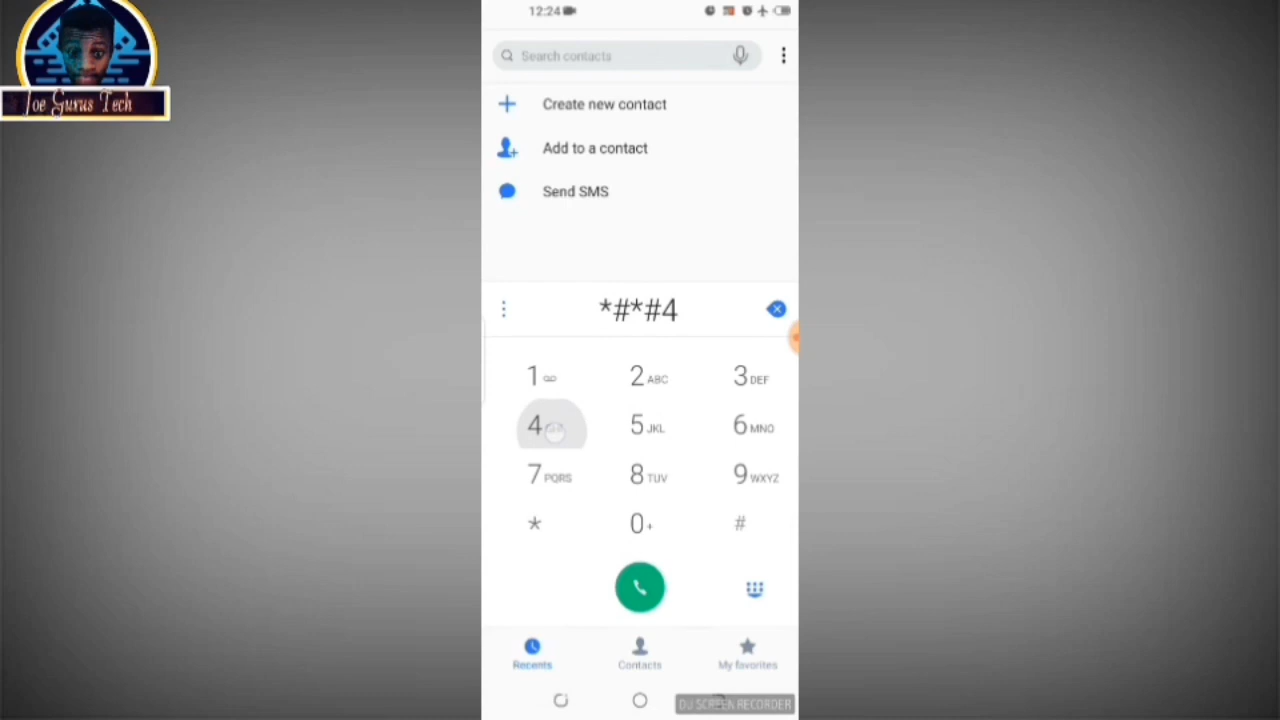 Joe Gurus Tech
12:24
Search contacts
Create new contact
Add to a contact
Send SMS
*#*#4
1 2 ABC 3 DEF
4 5 JKL 6 MNO
7 PQRS 8 TUV 9 WXYZ
* 0 + #
Recents Contacts My favorites
DU SCREEN RECORDER